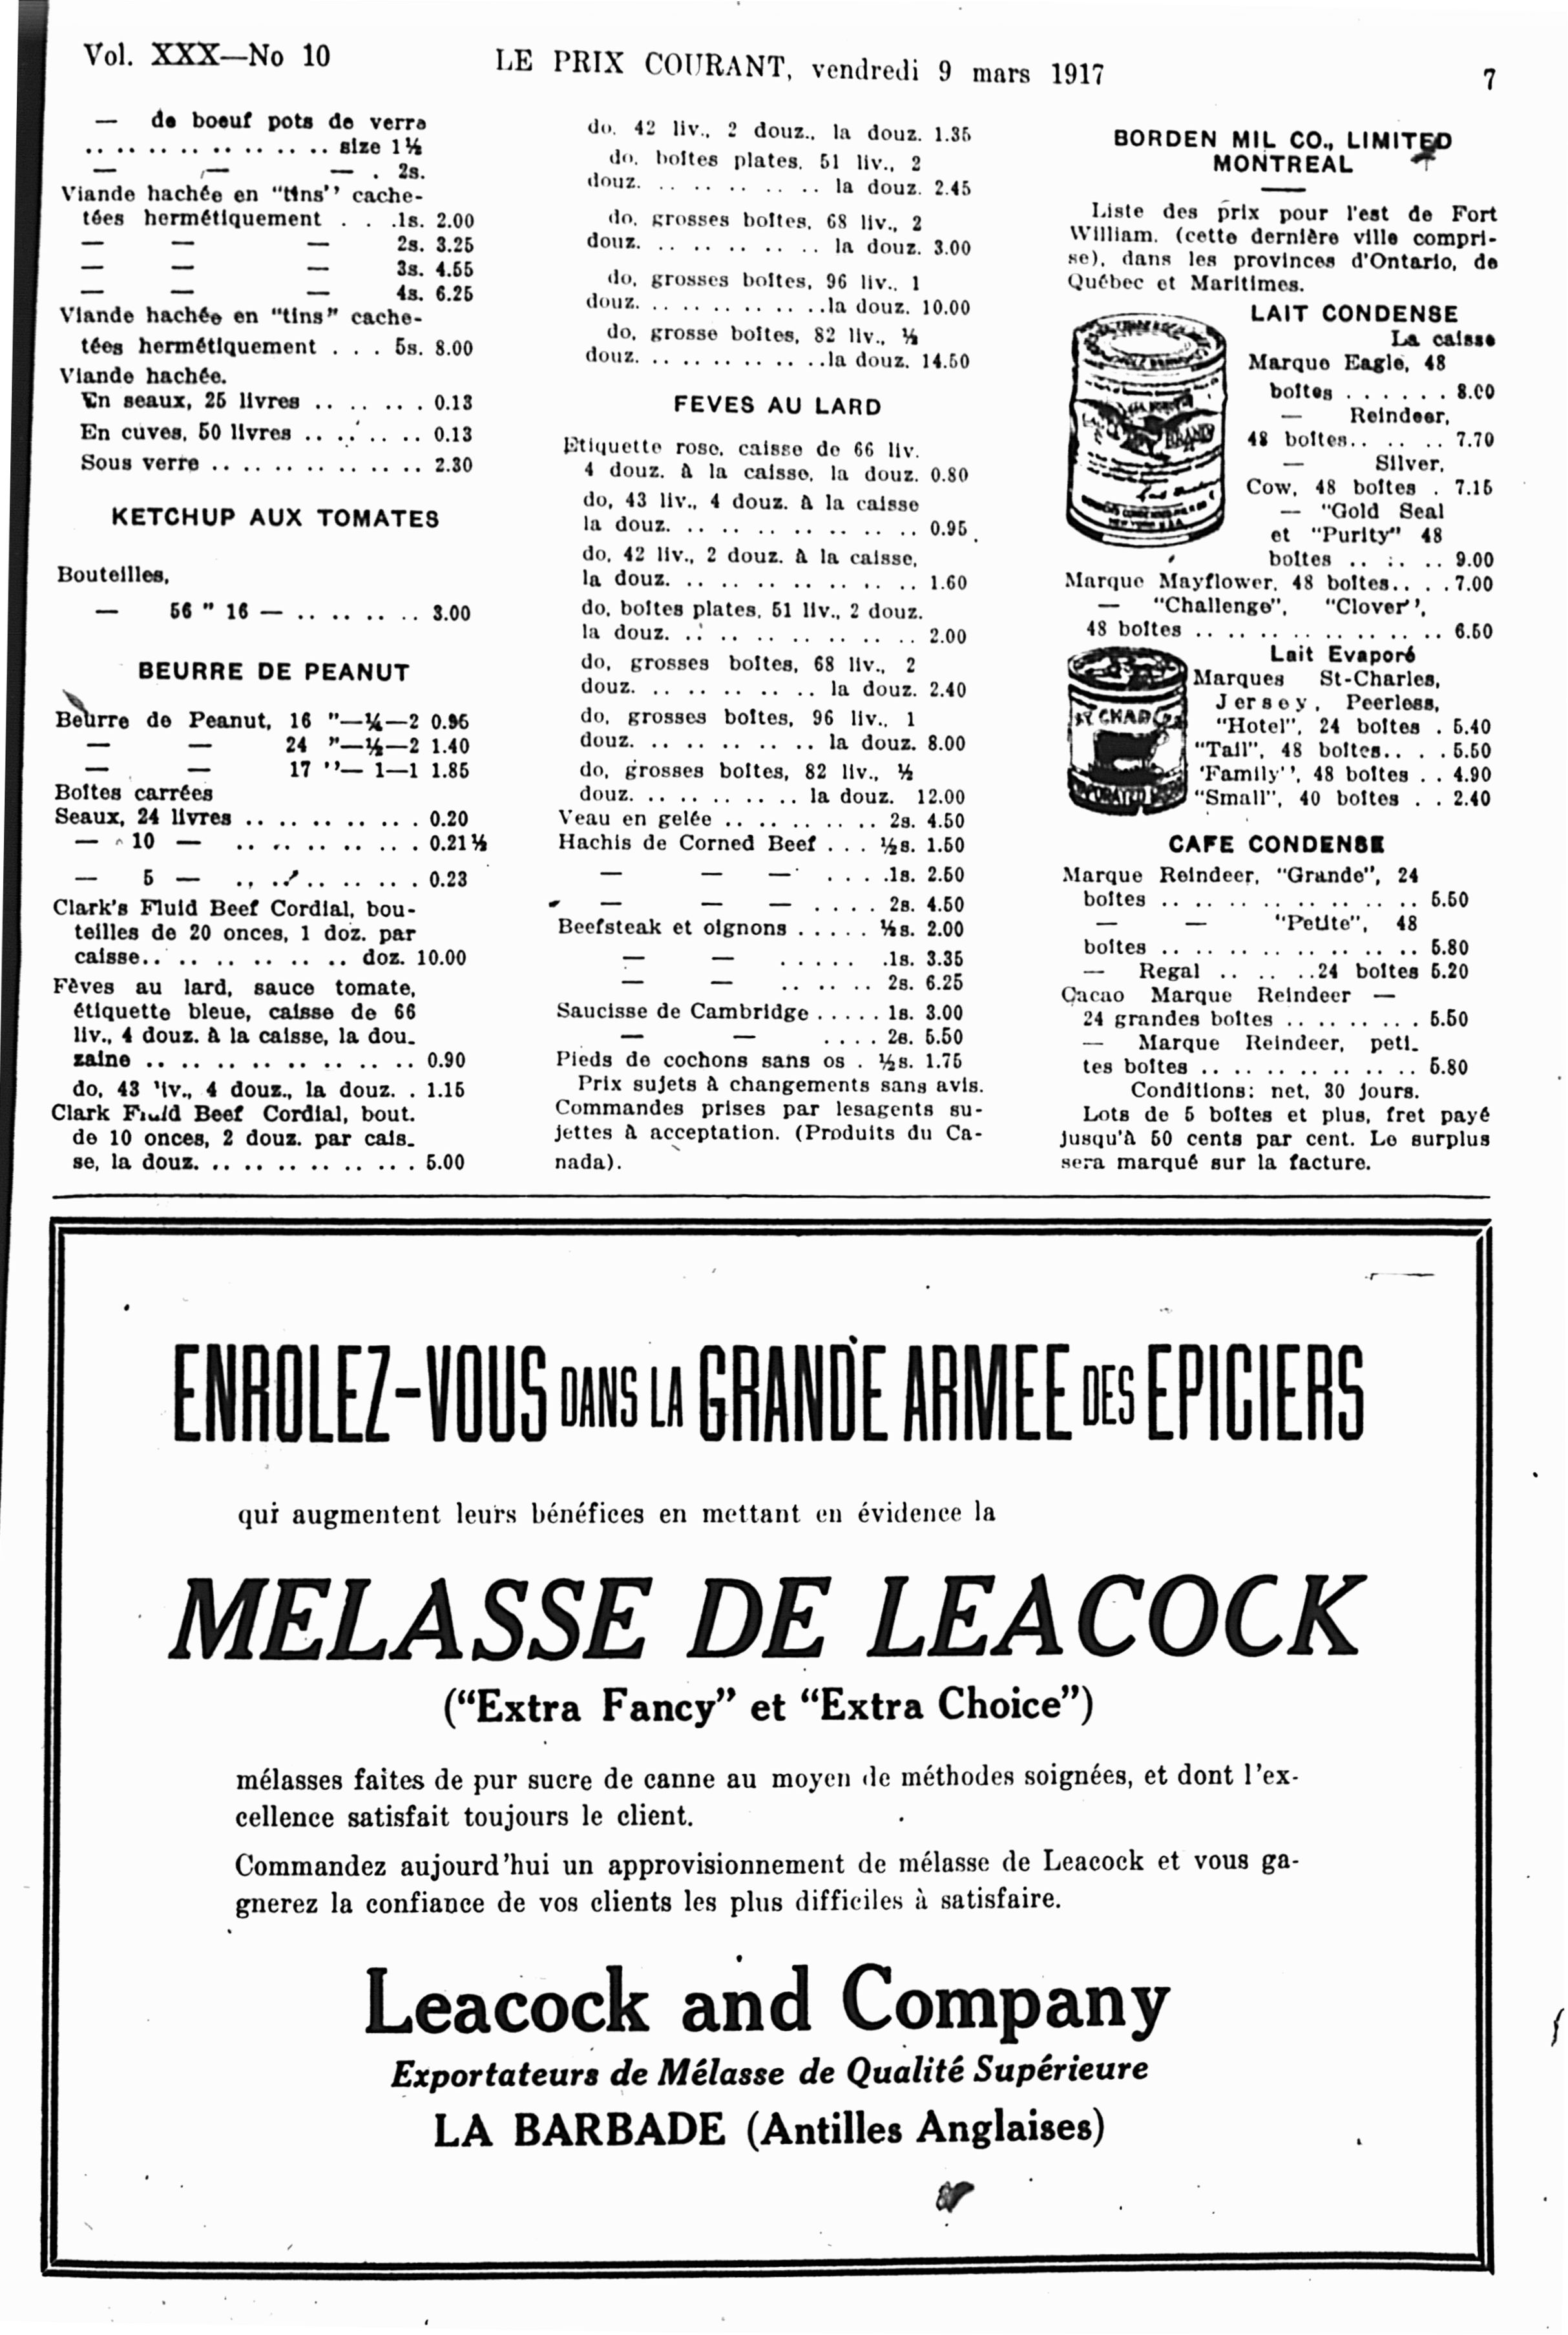 Vol. XXX—No 10
LE PRIX COURANT, vendredi 9 mars 1917
7
— de boeuf pots de verre
.. .. .. .. .. .. .. .. size 1½
— — — . 2s.
Viande hachée en "tins" cache-
tées hermétiquement . . .1s. 2.00
— — — 2s. 3.25
— — — 3s. 4.55
— — — 4s. 6.25
Viande hachée en "tins" cache-
tées hermétiquement . . . 5s. 8.00
Viande hachée.
En seaux, 25 livres .. .. .. . 0.13
En cuves, 50 livres .. .. .. .. 0.13
Sous verre .. .. .. .. .. .. .. 2.30
KETCHUP AUX TOMATES
Bouteilles,
— 56 " 16 — .. .. .. .. 3.00
BEURRE DE PEANUT
Beurre de Peanut, 16 "—¼—2 0.95
— — 24 "—½—2 1.40
— — 17 "— 1—1 1.85
Boîtes carrées
Seaux, 24 livres .. .. .. .. .. . 0.20
— 10 — .. .. .. .. .. . 0.21½
— 5 — .. .. .. .. .. . 0.23
Clark's Fluid Beef Cordial, bou-
teilles de 20 onces, 1 doz. par
caisse.. .. .. .. .. .. doz. 10.00
Fèves au lard, sauce tomate,
étiquette bleue, caisse de 66
liv., 4 douz. à la caisse, la dou-
zaine .. .. .. .. .. .. .. .. 0.90
do, 43 liv., 4 douz., la douz. . 1.15
Clark Fluid Beef Cordial, bout.
de 10 onces, 2 douz. par cais-
se, la douz. .. .. .. .. .. .. . 5.00
do, 42 liv., 2 douz., la douz. 1.35
do, boîtes plates, 51 liv., 2
douz. .. .. .. .. .. la douz. 2.45
do, grosses boîtes, 68 liv., 2
douz. .. .. .. .. .. la douz. 3.00
do, grosses boîtes, 96 liv., 1
douz. .. .. .. .. .. ..la douz. 10.00
do, grosse boîtes, 82 liv., ½
douz. .. .. .. .. .. ..la douz. 14.50
FEVES AU LARD
Etiquette rose, caisse de 66 liv.
4 douz. à la caisse, la douz. 0.80
do, 43 liv., 4 douz. à la caisse
la douz. .. .. .. .. .. .. .. 0.95
do, 42 liv., 2 douz. à la caisse,
la douz. .. .. .. .. .. .. .. 1.60
do, boîtes plates, 51 liv., 2 douz.
la douz. .. .. .. .. .. .. .. 2.00
do, grosses boîtes, 68 liv., 2
douz. .. .. .. .. .. la douz. 2.40
do, grosses boîtes, 96 liv., 1
douz. .. .. .. .. .. la douz. 8.00
do, grosses boîtes, 82 liv., ½
douz. .. .. .. .. .. la douz. 12.00
Veau en gelée .. .. .. .. .. 2s. 4.50
Hachis de Corned Beef . . . ½s. 1.50
— — — . . . .1s. 2.50
— — — . . . . 2s. 4.50
Beefsteak et oignons . . . . . ½s. 2.00
— — . . . . . .1s. 3.35
— — .. .. .. . 2s. 6.25
Saucisse de Cambridge . . . . . 1s. 3.00
— — . . . . 2s. 5.50
Pieds de cochons sans os . ½s. 1.75
Prix sujets à changements sans avis.
Commandes prises par lesagents su-
jettes à acceptation. (Produits du Ca-
nada).
BORDEN MIL CO., LIMITED
MONTREAL
Liste des prix pour l'est de Fort
William, (cette dernière ville compri-
se), dans les provinces d'Ontario, de
Québec et Maritimes.
LAIT CONDENSE
La caisse
Marque Eagle, 48
boîtes . . . . . . 8.00
— Reindeer,
48 boîtes.. .. .. 7.70
— Silver,
Cow, 48 boîtes . 7.15
— "Gold Seal
et "Purity" 48
boîtes .. .. .. 9.00
Marque Mayflower, 48 boîtes.. . .7.00
— "Challenge", "Clover",
48 boîtes .. .. .. .. .. .. .. 6.50
BRAND
Lait Evaporé
Marques St-Charles,
Jersey, Peerless,
"Hotel", 24 boîtes . 5.40
"Tall", 48 boîtes.. . . 5.50
'Family'', 48 boîtes . . 4.90
"Small", 40 boîtes . . 2.40
CAFE CONDENSE
Marque Reindeer, "Grande", 24
boîtes .. .. .. .. .. .. .. .. 5.50
— — "Petite", 48
boîtes .. .. .. .. .. .. .. .. 5.80
— Regal .. .. ..24 boîtes 5.20
Cacao Marque Reindeer —
24 grandes boîtes .. .. .. .. . 5.50
— Marque Reindeer, peti-
tes boîtes .. .. .. .. .. .. . 5.80
Conditions: net, 30 jours.
Lots de 5 boîtes et plus, fret payé
jusqu'à 50 cents par cent. Le surplus
sera marqué sur la facture.
ENROLEZ-VOUS DANS LA GRANDE ARMEE DES EPICIERS
qui augmentent leurs bénéfices en mettant en évidence la
MELASSE DE LEACOCK
("Extra Fancy" et "Extra Choice")
mélasses faites de pur sucre de canne au moyen de méthodes soignées, et dont l'ex-
cellence satisfait toujours le client.
Commandez aujourd'hui un approvisionnement de mélasse de Leacock et vous ga-
gnerez la confiance de vos clients les plus difficiles à satisfaire.
Leacock and Company
Exportateurs de Mélasse de Qualité Supérieure
LA BARBADE (Antilles Anglaises)